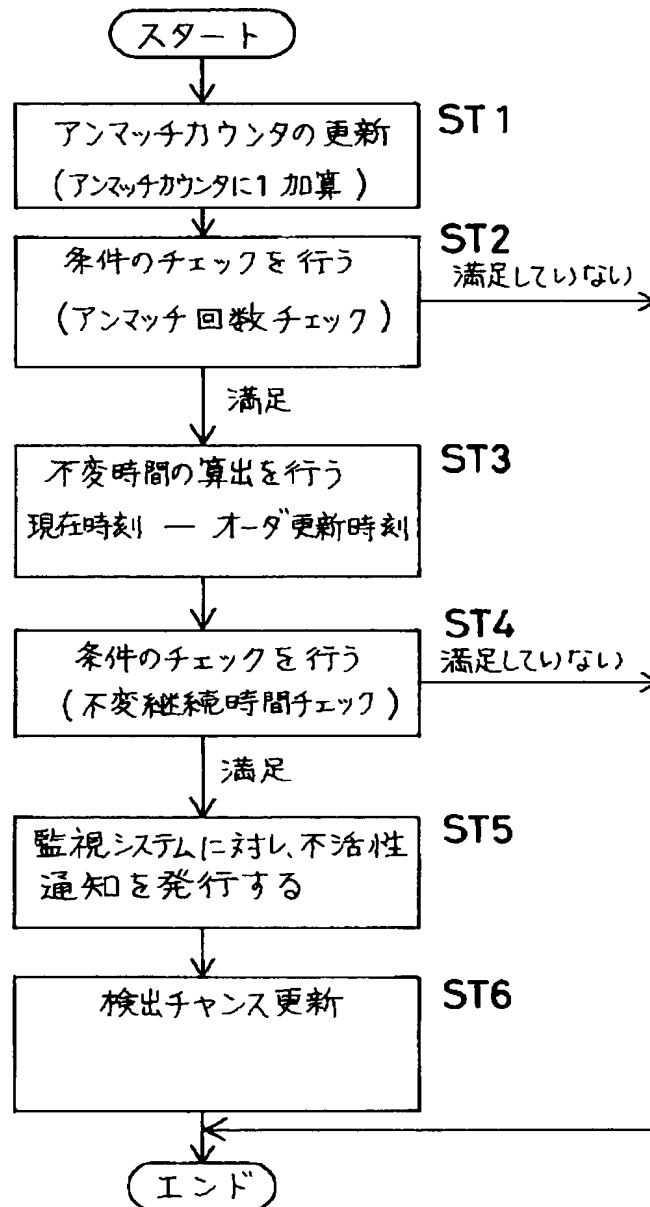 スタート
ST1
アンマッチカウンタの更新
(アンマッチカウンタに1 加算)
ST2
条件のチェックを行う
(アンマッチ回数チェック)
満足していない
満足
ST3
不変時間の算出を行う
現在時刻 ― オーダ更新時刻
ST4
条件のチェックを行う
(不変継続時間チェック)
満足していない
満足
ST5
監視システムに対し、不活性
通知を発行する
ST6
検出チャンス更新
エンド